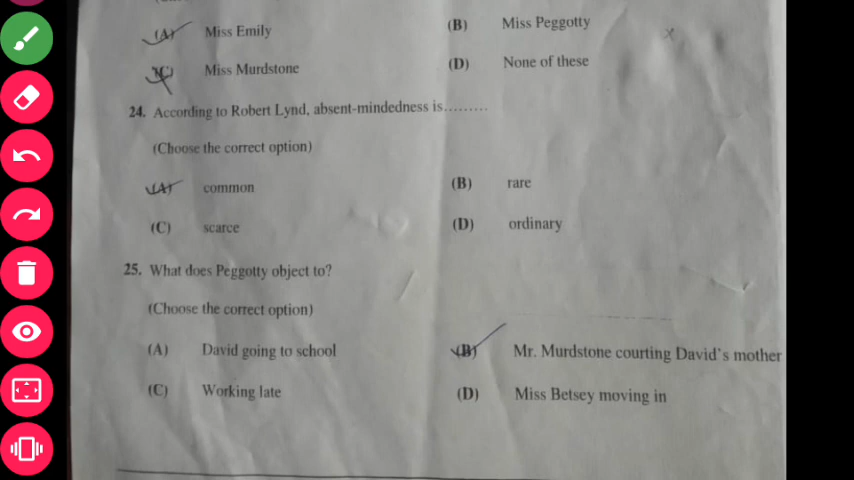 (A) Miss Emily (B) Miss Peggotty
(C) Miss Murdstone (D) None of these
24. According to Robert Lynd, absent-mindedness is.........
(Choose the correct option)
(A) common (B) rare
(C) scarce (D) ordinary
25. What does Peggotty object to?
(Choose the correct option)
(A) David going to school (B) Mr. Murdstone courting David's mother
(C) Working late (D) Miss Betsey moving in